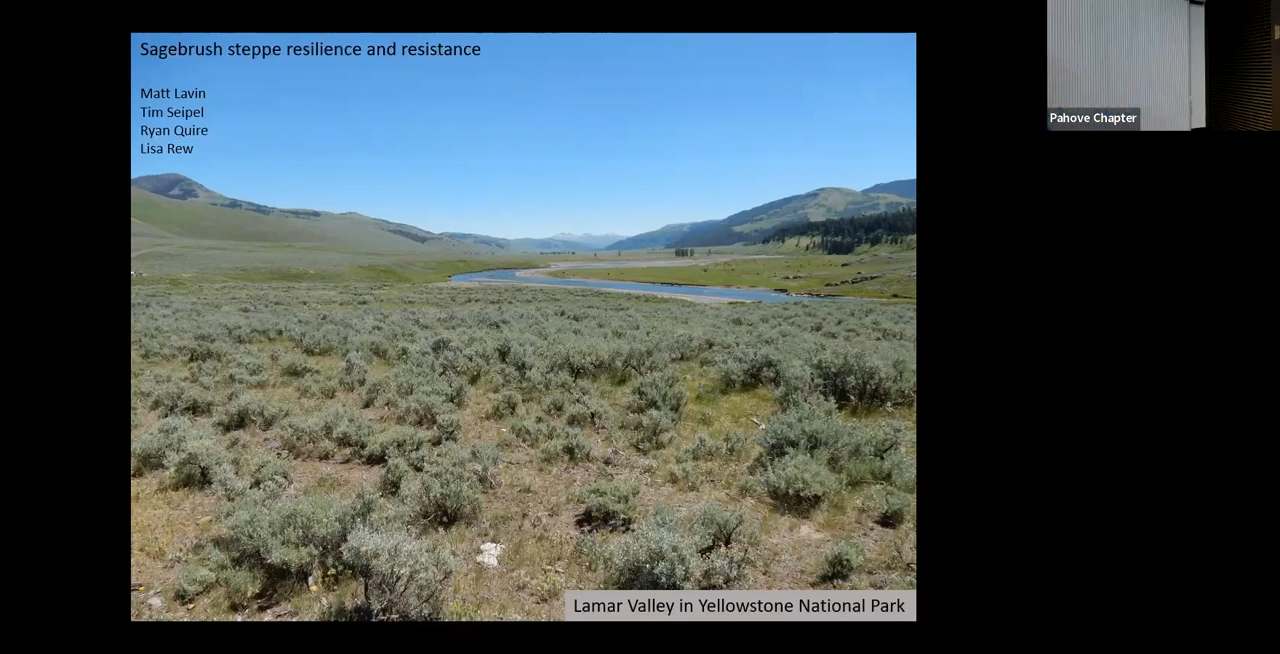 Sagebrush steppe resilience and resistance
Matt Lavin
Tim Seipel
Ryan Quire
Lisa Rew
Lamar Valley in Yellowstone National Park
Pahove Chapter